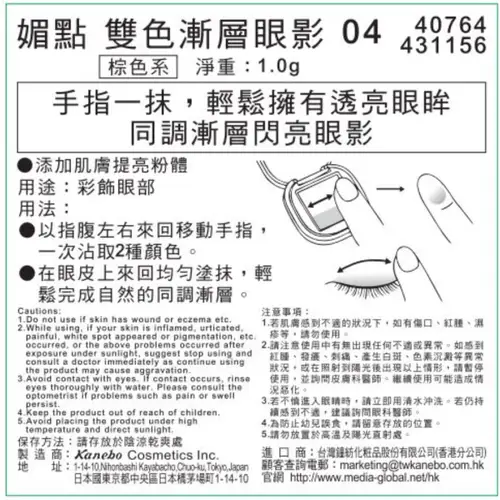 媚點 雙色漸層眼影 04 40764
431156
棕色系 淨重：1.0g
手指一抹，輕鬆擁有透亮眼眸
同調漸層閃亮眼影
●添加肌膚提亮粉體
用途：彩飾眼部
用法：
●以指腹左右來回移動手指，
一次沾取2種顏色。
●在眼皮上來回均勻塗抹，輕
鬆完成自然的同調漸層。
Cautions:
1.Do not use if skin has wound or eczema etc.
2.While using, if your skin is inflamed, urticated,
painful, white spot appeared or pigmentation, etc.
occurred, or the above problems occurred after
exposure under sunlight, suggest stop using and
consult a doctor immediately as continue using
the product may cause aggravation.
3.Avoid contact with eyes. If contact occurs, rinse
eyes thoroughly with water. Please consult the
optometrist if problems such as pain or swell
persist.
4.Keep the product out of reach of children.
5.Avoid placing the product under high
temperature and direct sunlight.
保存方法：請存放於陰涼乾爽處
製造商：Kanebo Cosmetics Inc.
地址：1-14-10,Nihonbashi Kayabacho,Chuo-ku,Tokyo,Japan
日本國東京都中央區日本橋茅場町1-14-10
注意事項：
1.若肌膚感到不適的狀況下，如有傷口、紅腫、濕
疹等，請勿使用。
2.請注意使用中有無出現任何不適或異常。如感到
紅腫、發癢、刺痛、產生白斑、色素沉澱等異常
狀況，或在照射到陽光後出現以上情形，請暫停
使用，並詢問皮膚科醫師。繼續使用可能造成情
況惡化。
3.若不慎進入眼睛時，請立即用清水沖洗。若仍持
續感到不適，建議詢問眼科醫師。
4.為防止幼兒誤食，請留意存放的位置。
5.請勿放置於高溫及陽光直射處。
進口商：台灣鐘紡化粧品股份有限公司(香港分公司)
顧客查詢電郵：marketing@twkanebo.com.hk
官網 http://www.media-global.net/hk